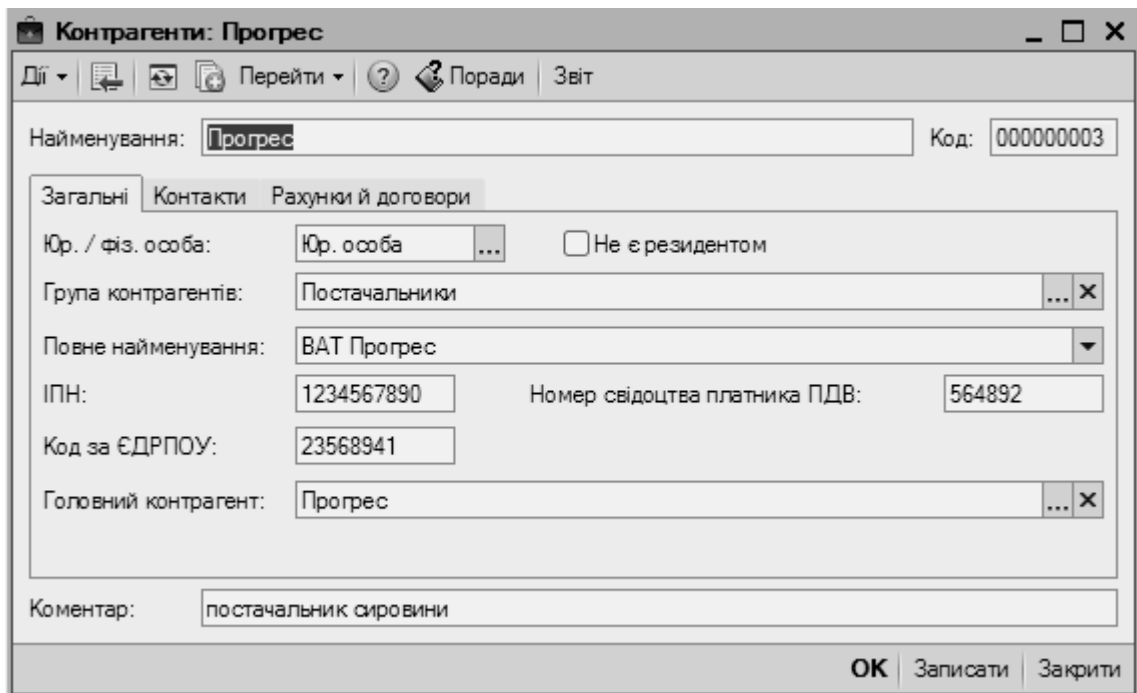 Контрагенти: Прогрес
Дії Перейти Поради Звіт
Найменування: Прогрес Код: 000000003
Загальні Контакти Рахунки й договори
Юр. / фіз. особа: Юр. особа ... Не є резидентом
Група контрагентів: Постачальники ...
Повне найменування: ВАТ Прогрес
ІПН: 1234567890 Номер свідоцтва платника ПДВ: 564892
Код за ЄДРПОУ: 23568941
Головний контрагент: Прогрес ...
Коментар: постачальник сировини
OK Записати Закрити